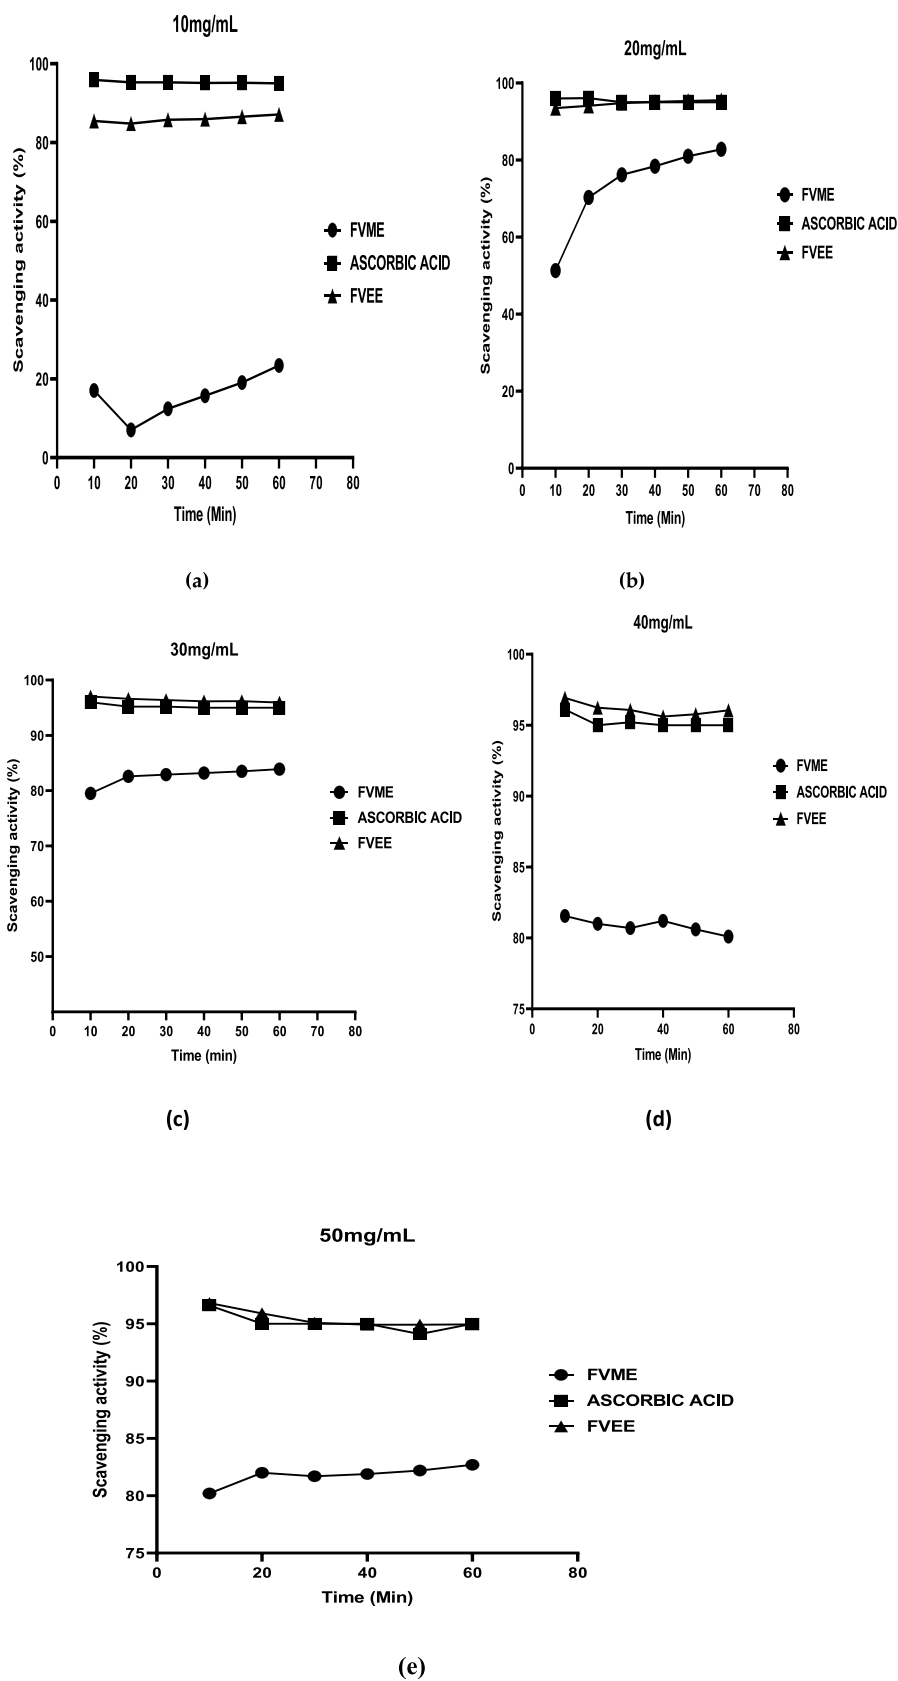 10mg/mL
Scavenging activity (%)
100
80
60
40
20
0
0 10 20 30 40 50 60 70 80
Time (Min)
FVME
ASCORBIC ACID
FVEE
(a)
20mg/mL
Scavenging activity (%)
100
80
60
40
20
0
0 10 20 30 40 50 60 70 80
Time (Min)
FVME
ASCORBIC ACID
FVEE
(b)
30mg/mL
Scavenging activity (%)
100
90
80
70
60
50
0 10 20 30 40 50 60 70 80
Time (min)
FVME
ASCORBIC ACID
FVEE
(c)
40mg/mL
Scavenging activity (%)
100
95
90
85
80
75
0 20 40 60 80
Time (Min)
FVME
ASCORBIC ACID
FVEE
(d)
50mg/mL
Scavenging activity (%)
100
95
90
85
80
75
0 20 40 60 80
Time (Min)
FVME
ASCORBIC ACID
FVEE
(e)